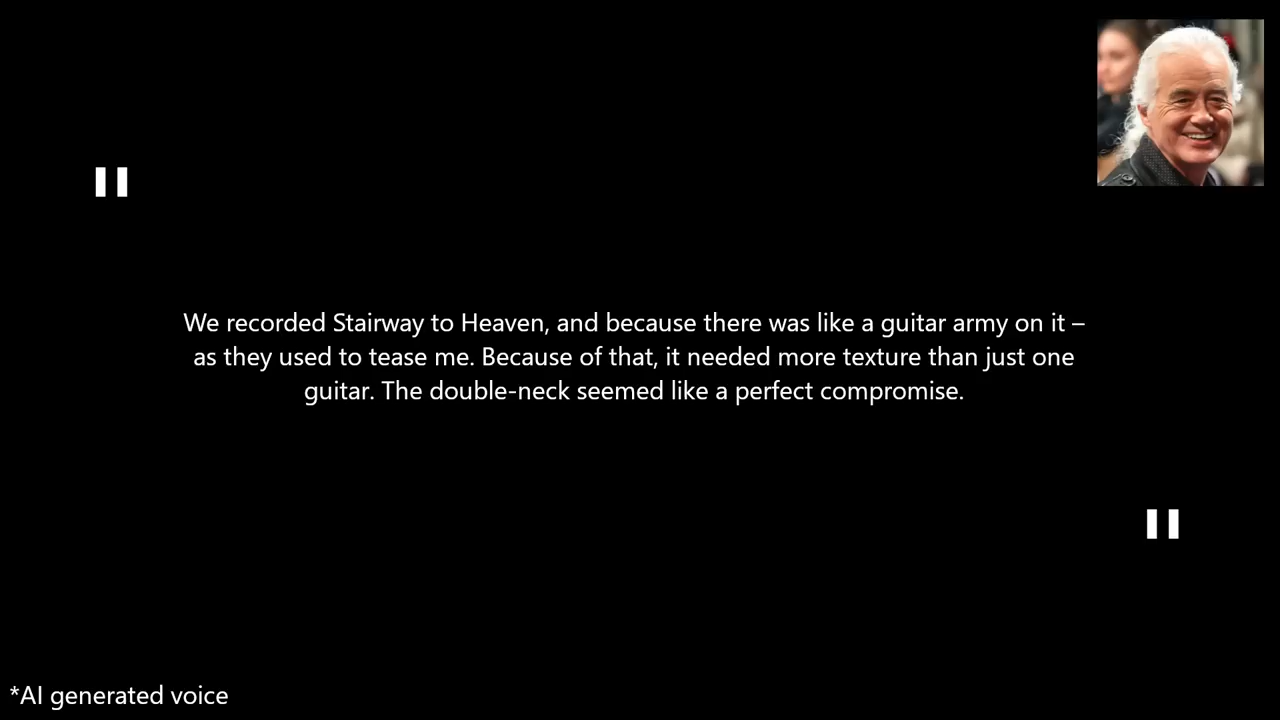 "
We recorded Stairway to Heaven, and because there was like a guitar army on it –
as they used to tease me. Because of that, it needed more texture than just one
guitar. The double-neck seemed like a perfect compromise.
"
*AI generated voice